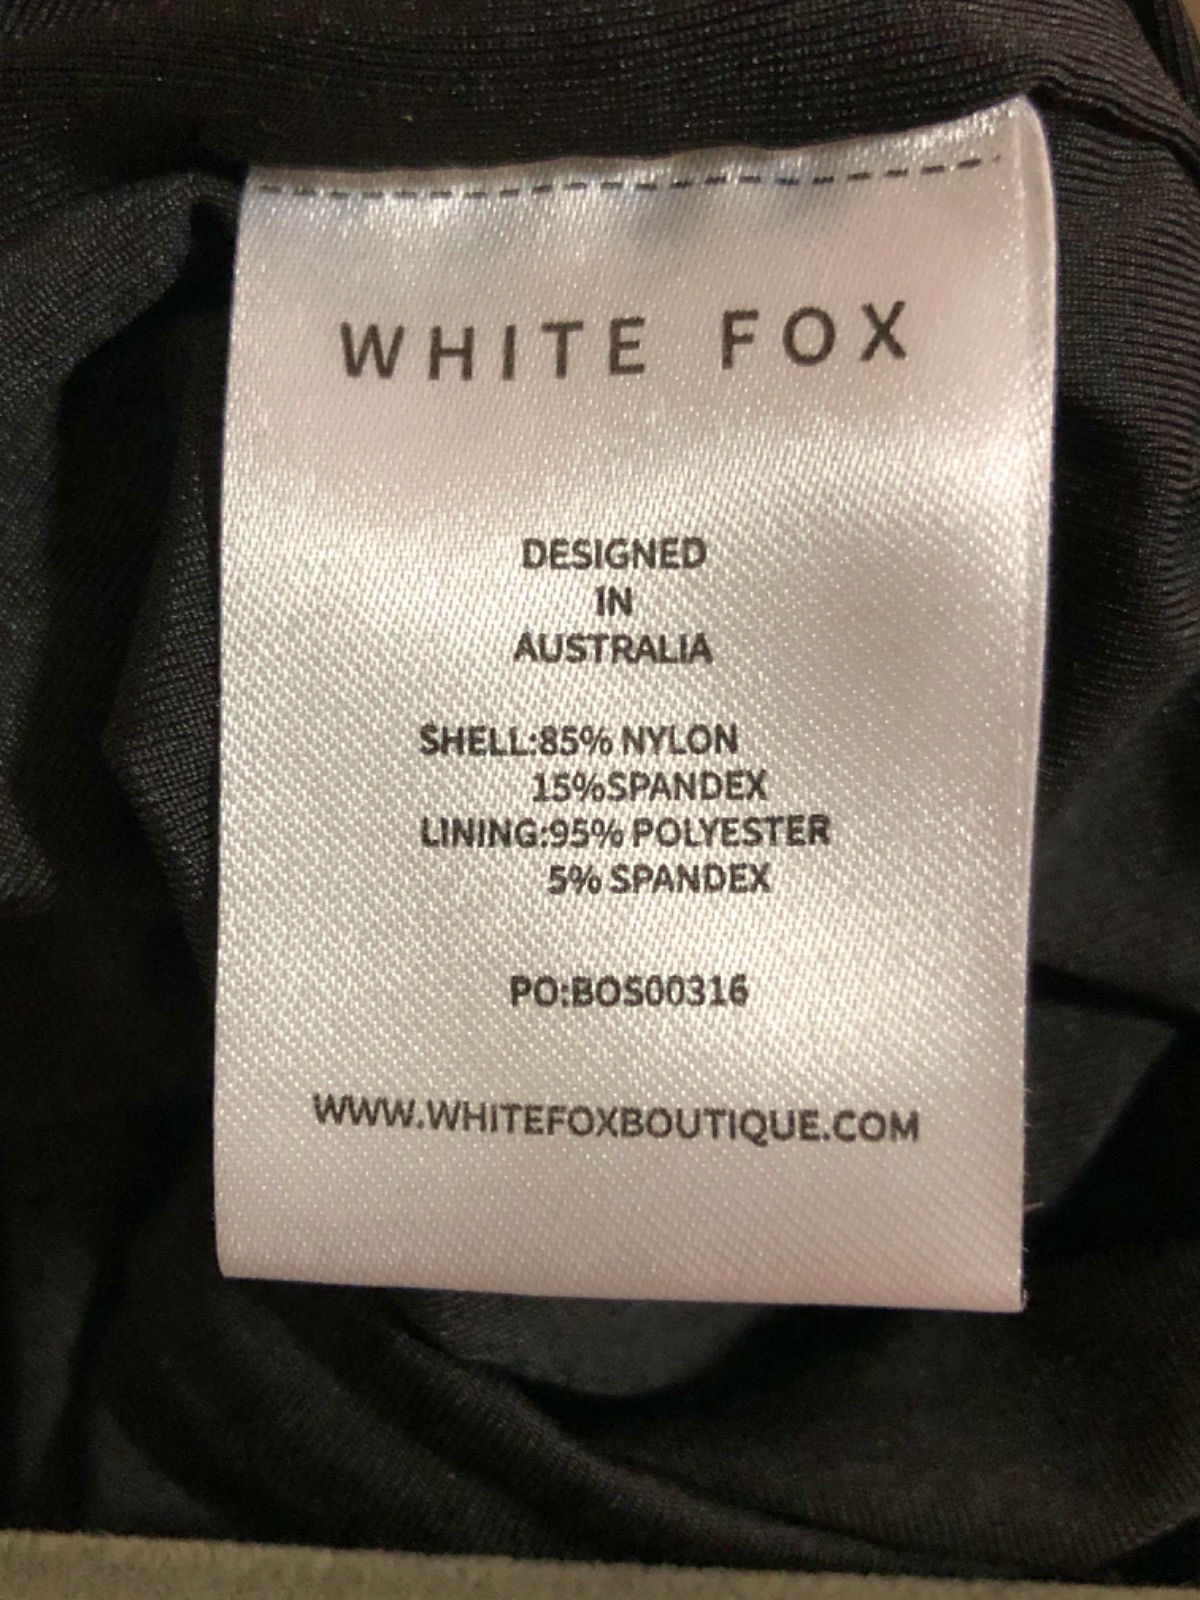 WHITE FOX
DESIGNED
IN
AUSTRALIA
SHELL:85% NYLON
15%SPANDEX
LINING:95% POLYESTER
5% SPANDEX
PO:BOS00316
WWW.WHITEFOXBOUTIQUE.COM